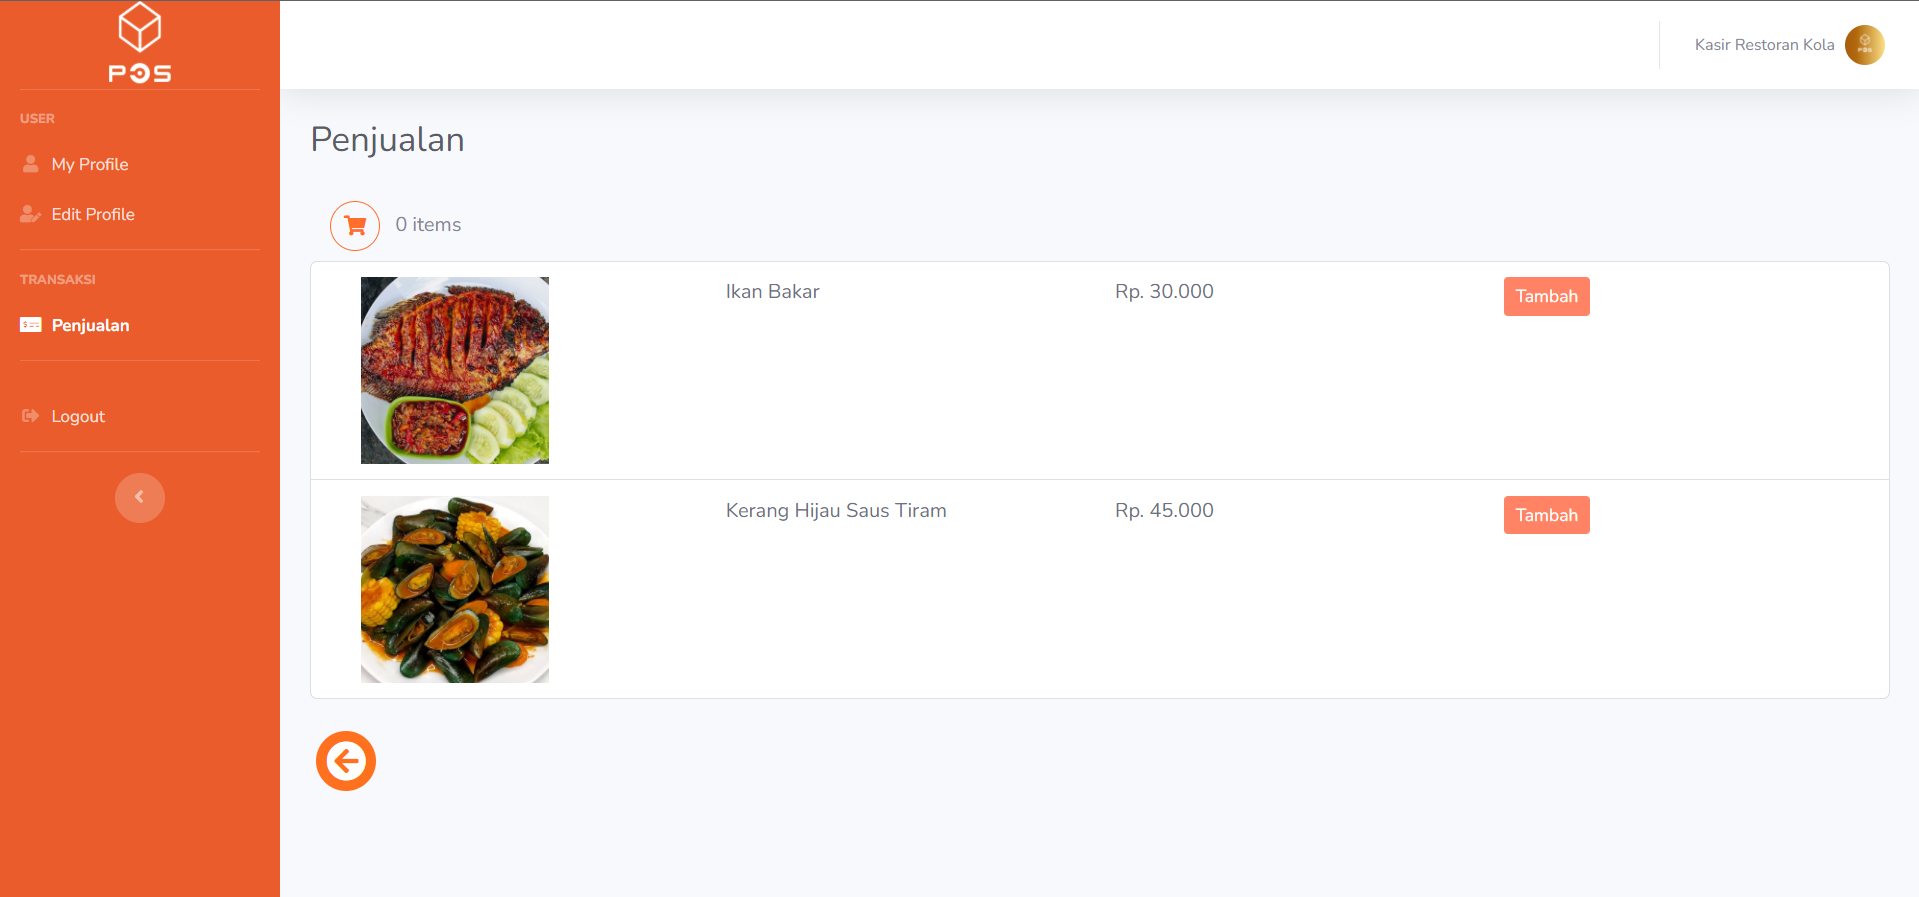 POS
USER
My Profile
Edit Profile
TRANSAKSI
Penjualan
Logout
Kasir Restoran Kola
Penjualan
0 items
Ikan Bakar
Rp. 30.000
Tambah
Kerang Hijau Saus Tiram
Rp. 45.000
Tambah